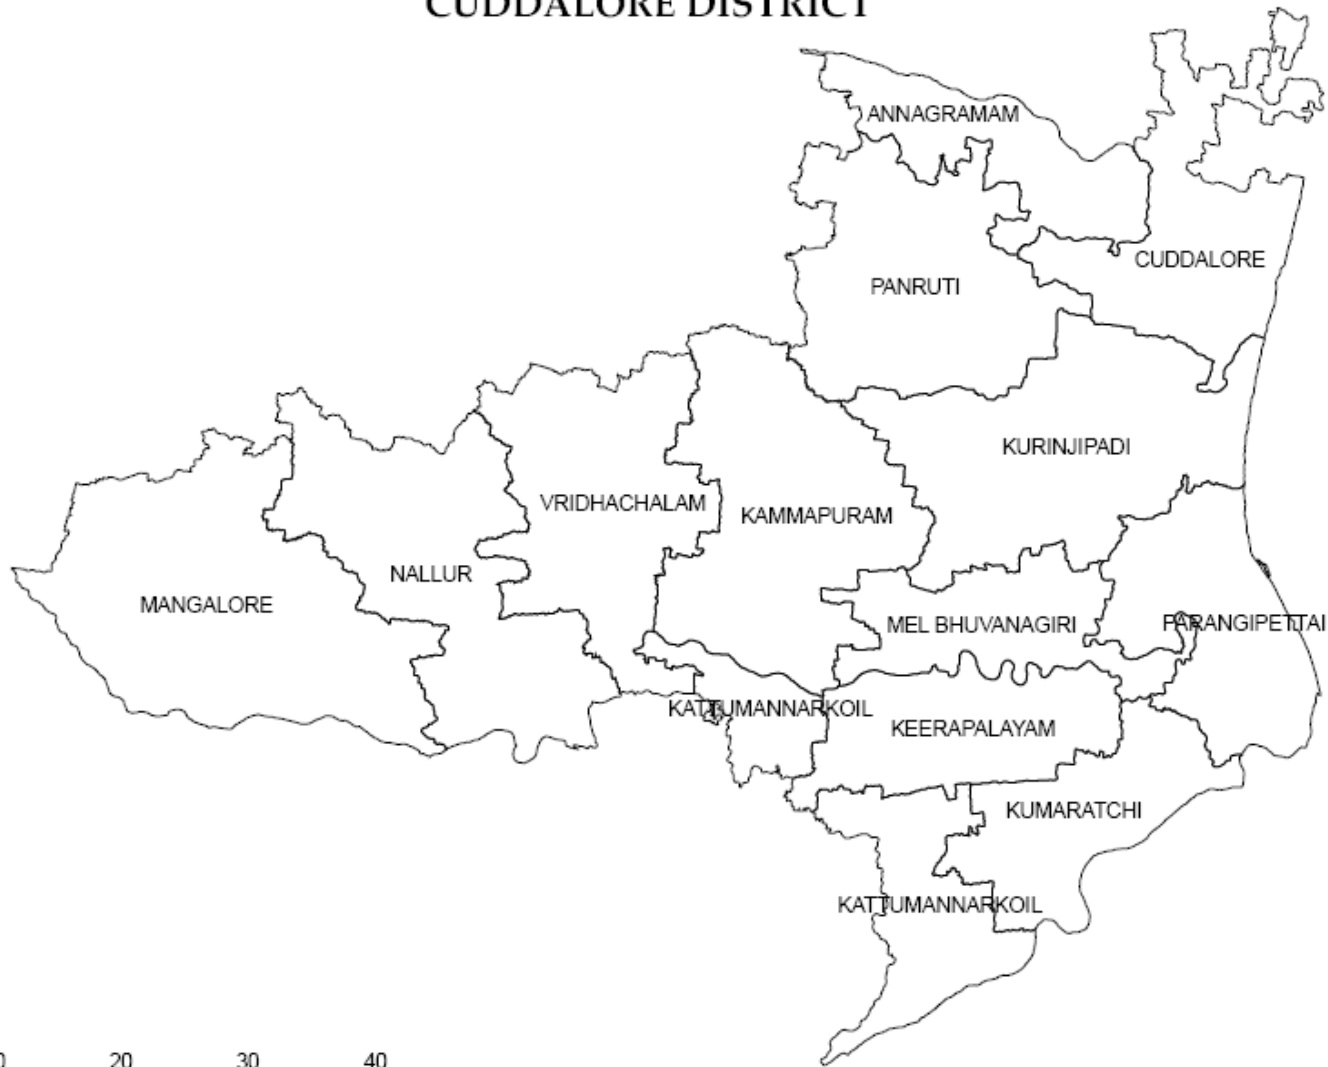 CUDDALORE DISTRICT
ANNAGRAMAM
CUDDALORE
PANRUTI
KURINJIPADI
VRIDHACHALAM
KAMMAPURAM
NALLUR
MANGALORE
MEL BHUVANAGIRI
PARANGIPETTAI
KATTUMANNARKOIL
KEERAPALAYAM
KUMARATCHI
KATTUMANNARKOIL
0 20 30 40